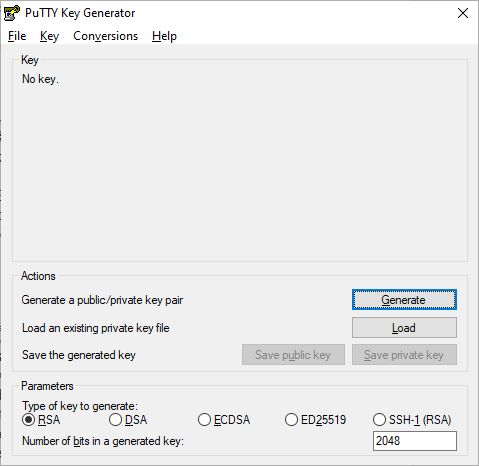 PuTTY Key Generator
File Key Conversions Help
Key
No key.
Actions
Generate a public/private key pair Generate
Load an existing private key file Load
Save the generated key Save public key Save private key
Parameters
Type of key to generate:
RSA DSA ECDSA ED25519 SSH-1 (RSA)
Number of bits in a generated key: 2048